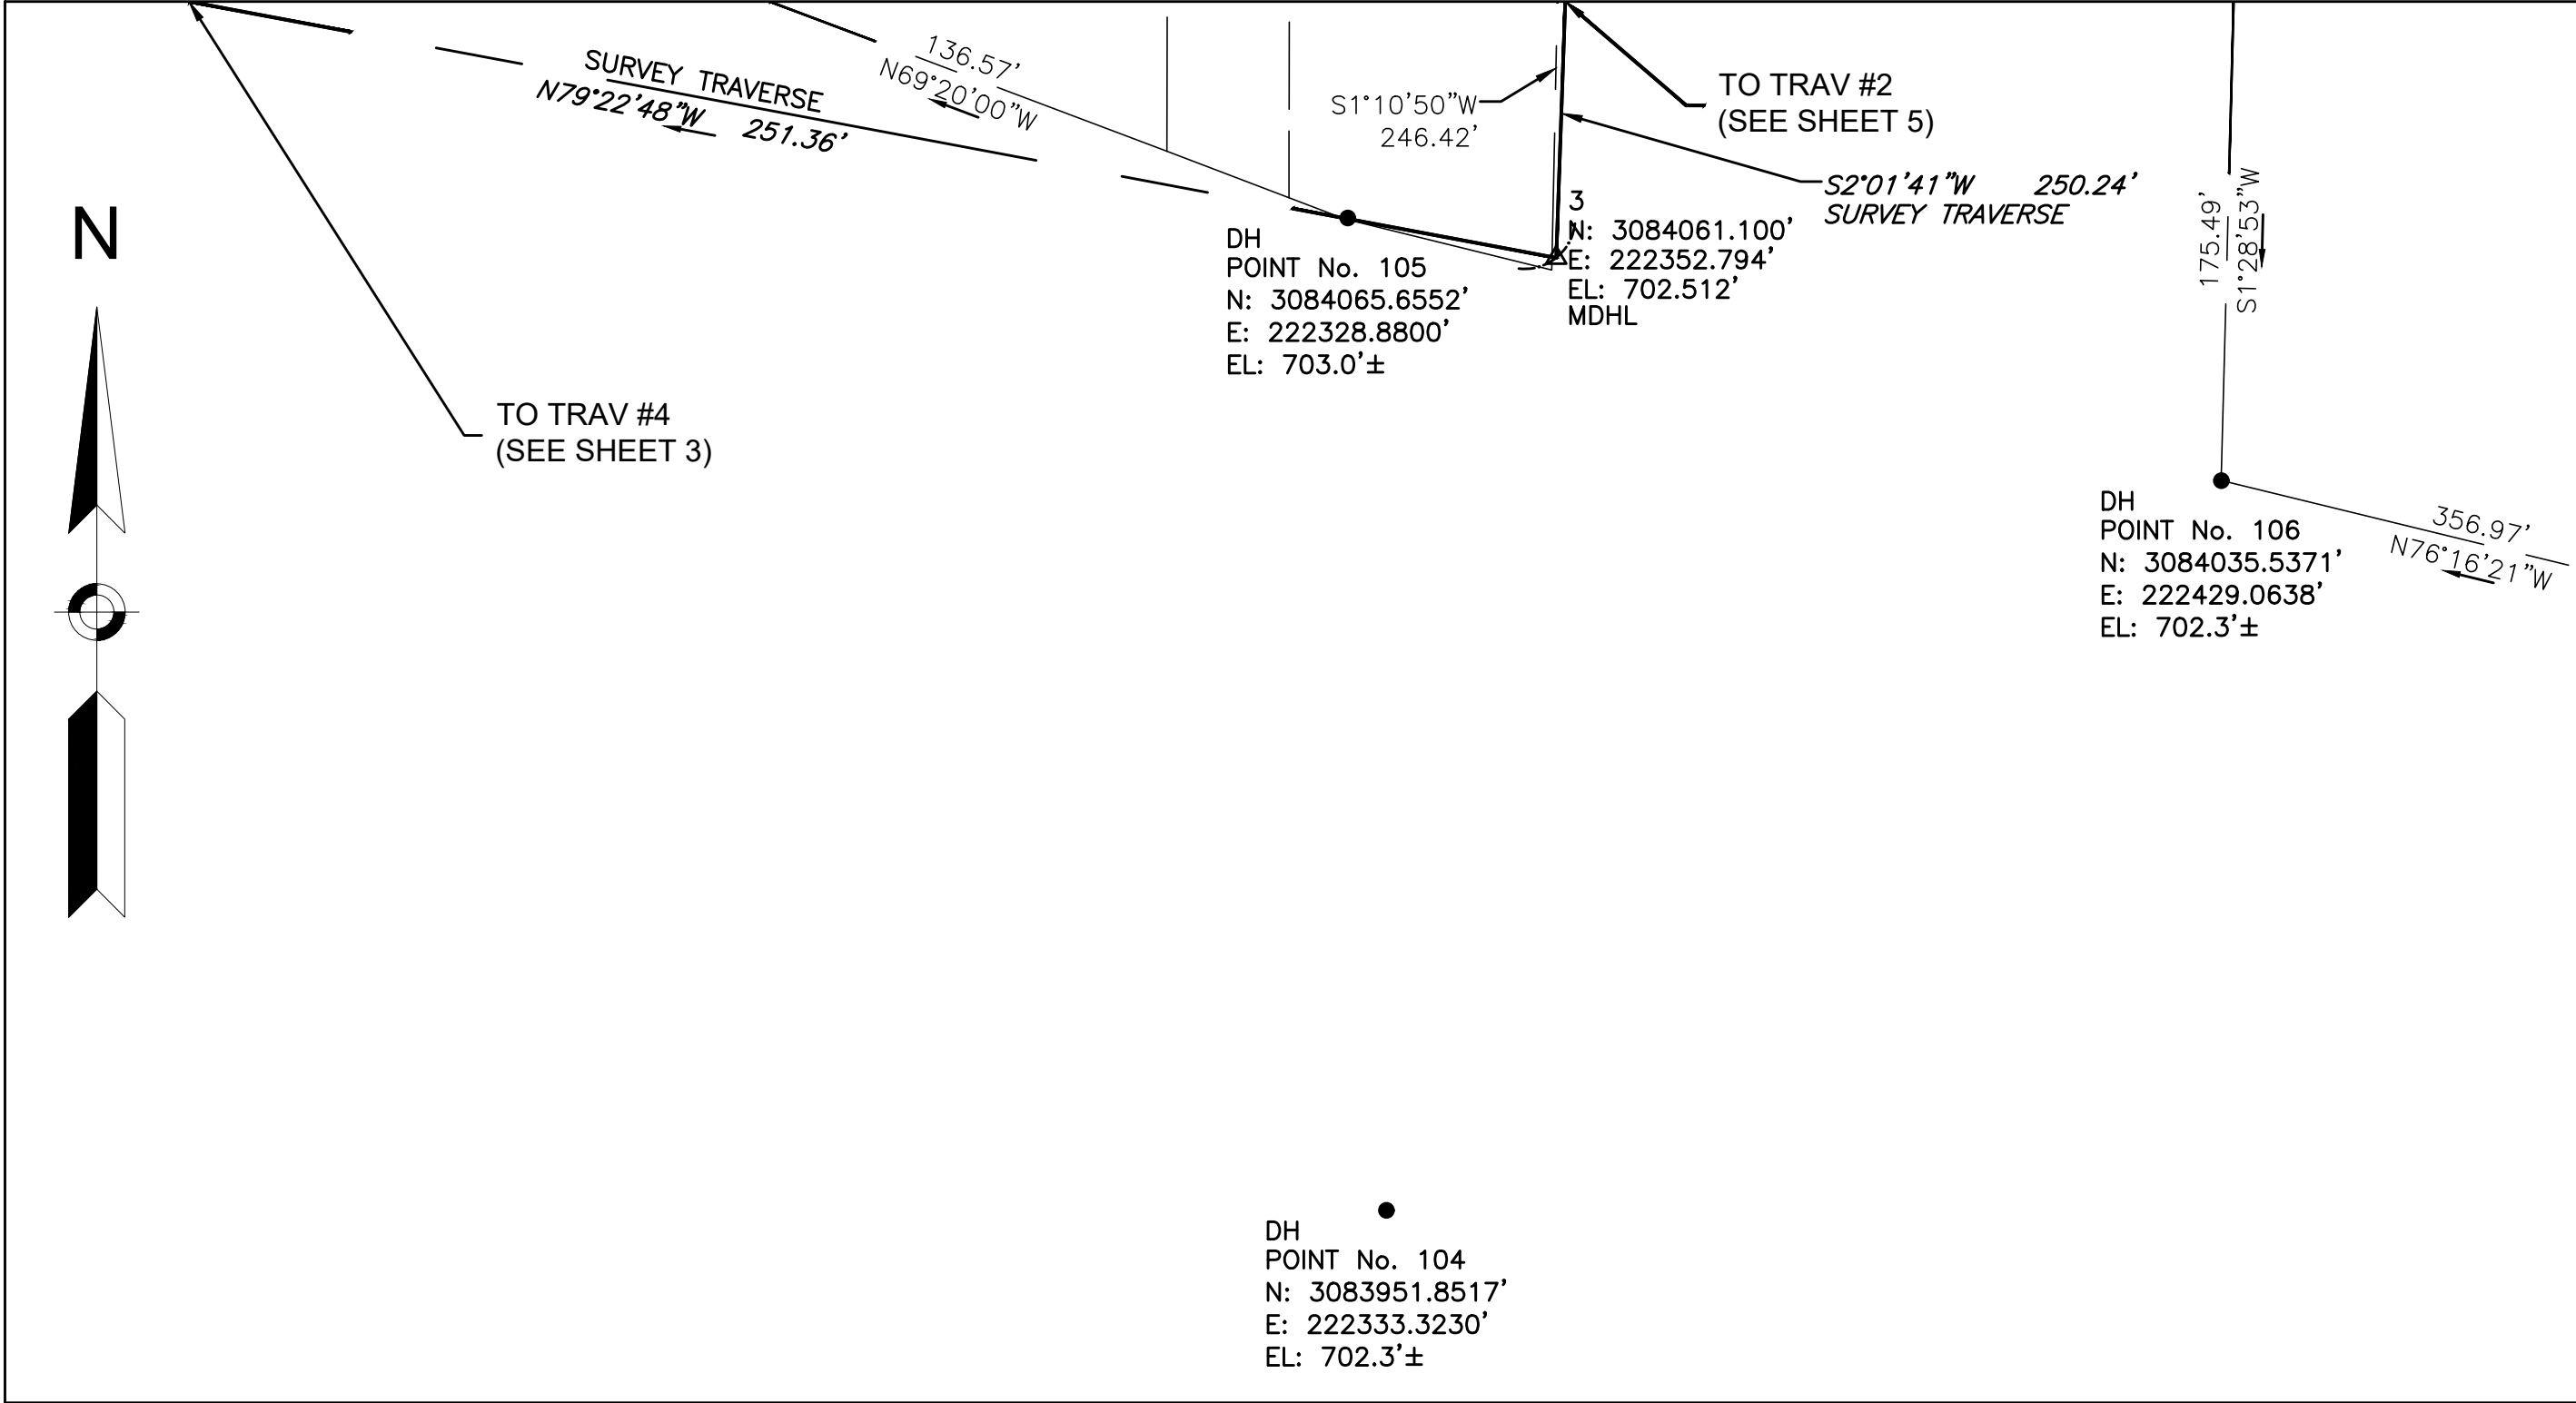 SURVEY TRAVERSE
N79°22'48"W 251.36'
136.57'
N69°20'00"W
S1°10'50"W
246.42'
TO TRAV #2
(SEE SHEET 5)
S2°01'41"W 250.24'
SURVEY TRAVERSE
175.49'
S1°28'53"W
N
3
N: 3084061.100'
E: 222352.794'
EL: 702.512'
MDHL
DH
POINT No. 105
N: 3084065.6552'
E: 222328.8800'
EL: 703.0'±
TO TRAV #4
(SEE SHEET 3)
DH
POINT No. 106
N: 3084035.5371'
E: 222429.0638'
EL: 702.3'±
356.97'
N76°16'21"W
DH
POINT No. 104
N: 3083951.8517'
E: 222333.3230'
EL: 702.3'±